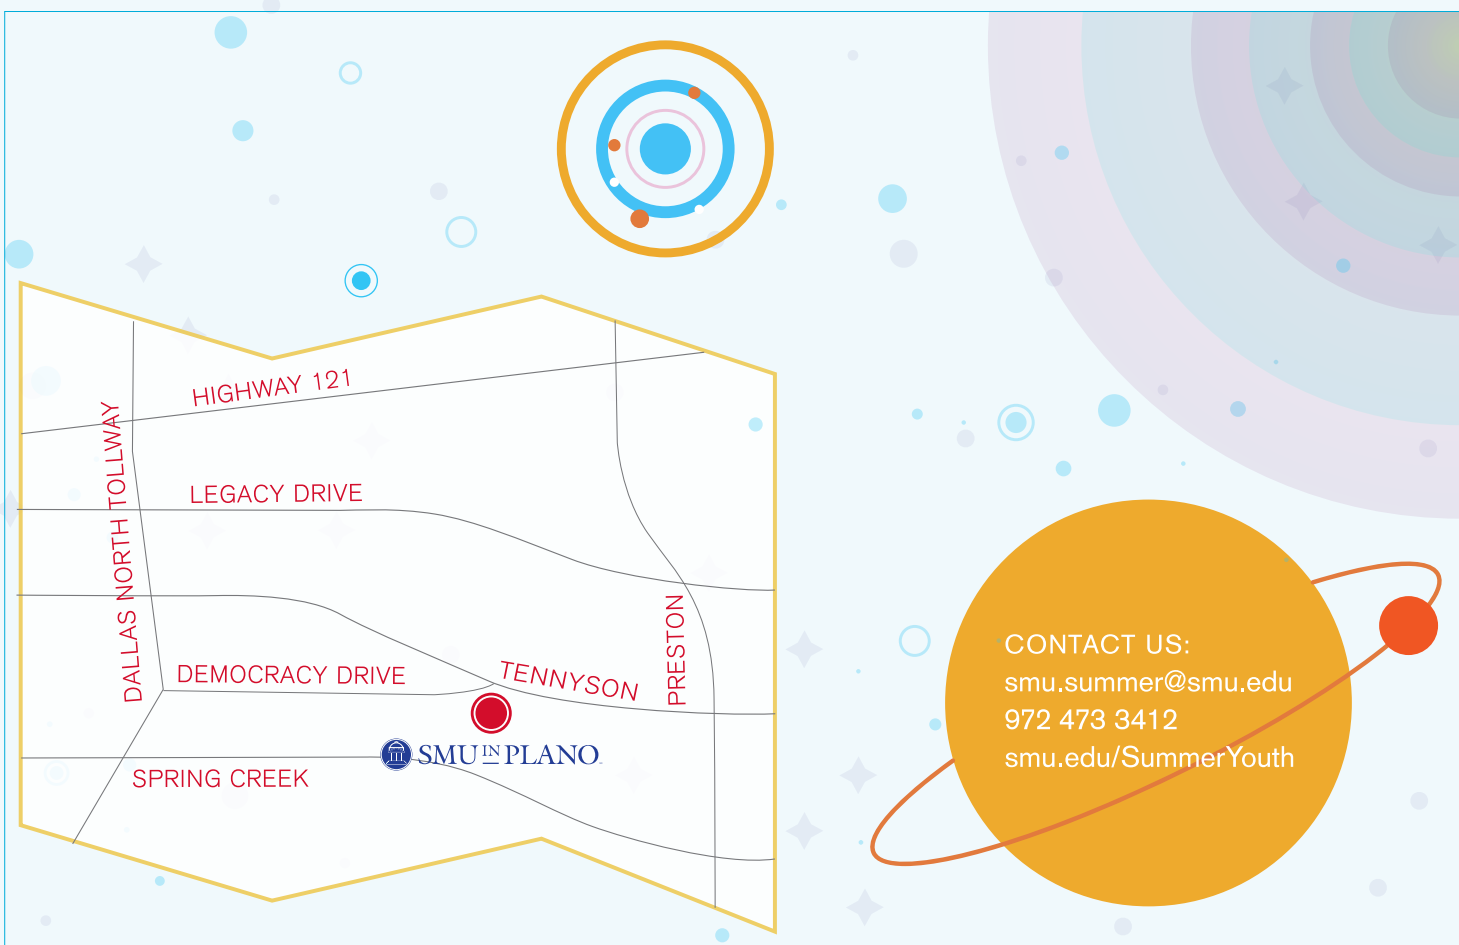 HIGHWAY 121
DALLAS NORTH TOLLWAY
LEGACY DRIVE
PRESTON
DEMOCRACY DRIVE
TENNYSON
SMU IN PLANO
SPRING CREEK
CONTACT US:
smu.summer@smu.edu
972 473 3412
smu.edu/SummerYouth